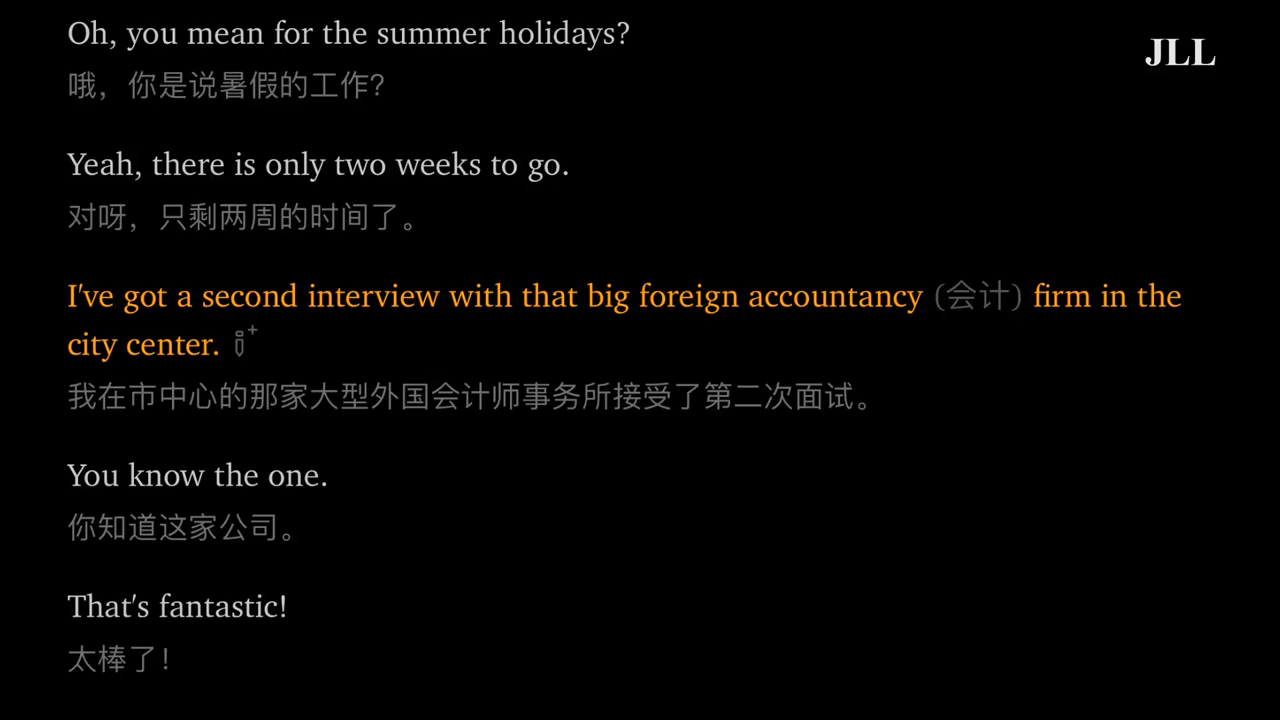 Oh, you mean for the summer holidays?
JLL
哦，你是说暑假的工作?
Yeah, there is only two weeks to go.
对呀，只剩两周的时间了。
I've got a second interview with that big foreign accountancy (会计) firm in the
city center.
我在市中心的那家大型外国会计师事务所接受了第二次面试。
You know the one.
你知道这家公司。
That's fantastic!
太棒了!